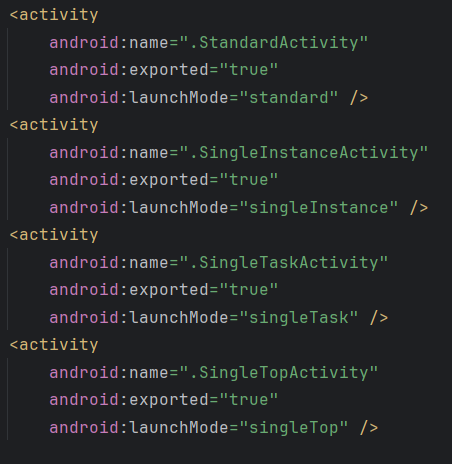 <activity
    android:name=".StandardActivity"
    android:exported="true"
    android:launchMode="standard" />
<activity
    android:name=".SingleInstanceActivity"
    android:exported="true"
    android:launchMode="singleInstance" />
<activity
    android:name=".SingleTaskActivity"
    android:exported="true"
    android:launchMode="singleTask" />
<activity
    android:name=".SingleTopActivity"
    android:exported="true"
    android:launchMode="singleTop" />